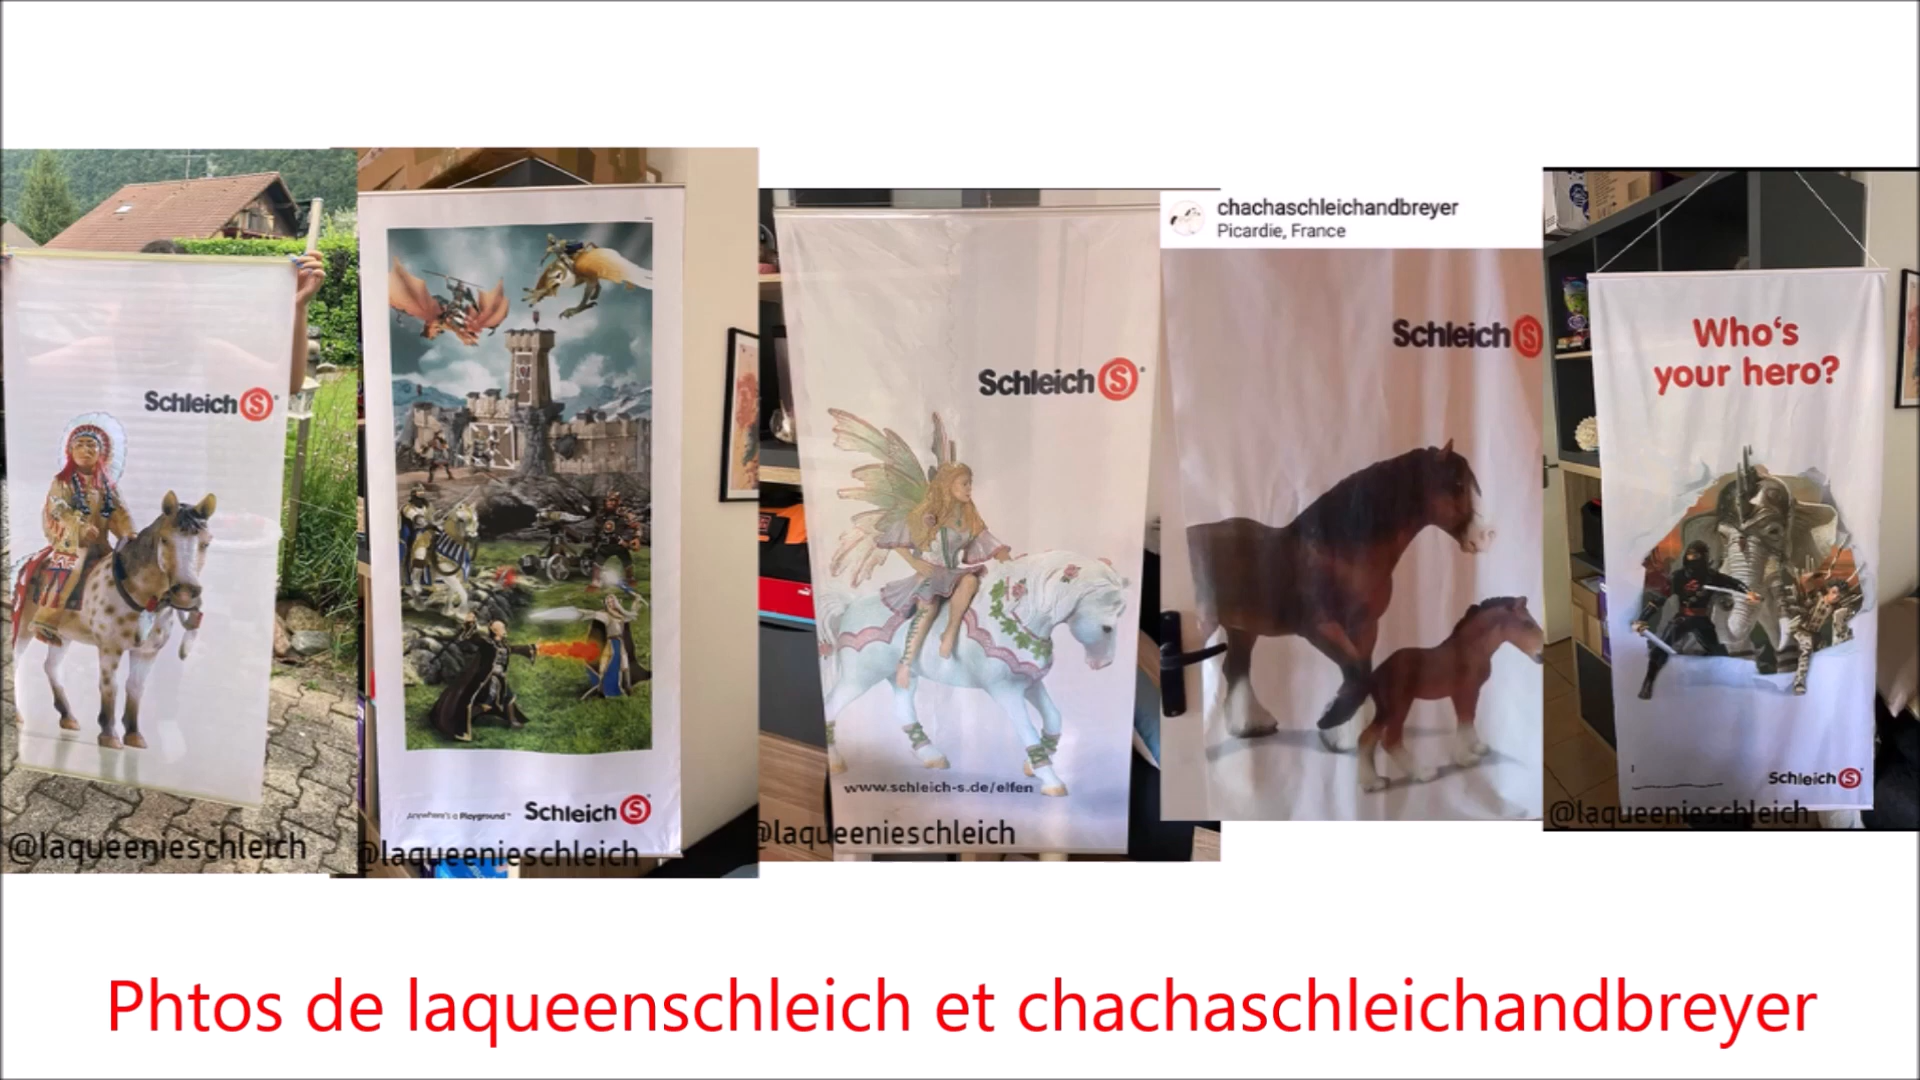 Schleich S
@laqueenieschleich
Anywhere's a Playground™ Schleich S
@laqueenieschleich
Schleich S
www.schleich-s.de/elfen
@laqueenieschleich
chachaschleichandbreyer
Picardie, France
Schleich S
Who's
your hero?
Schleich S
@laqueenieschleich
Phtos de laqueenschleich et chachaschleichandbreyer